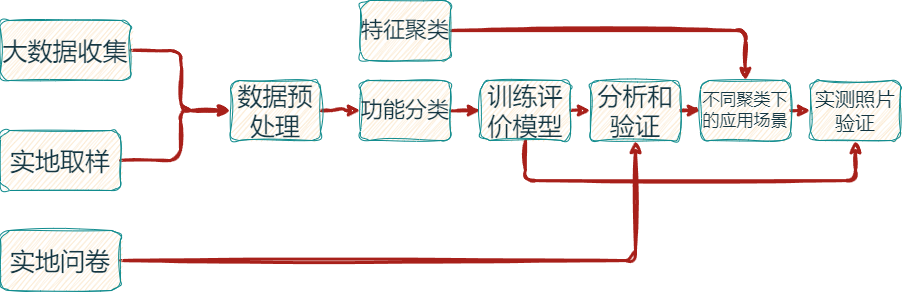 特征聚类
大数据收集
数据预
处理
功能分类
训练评
价模型
分析和
验证
不同聚类下
的应用场景
实测照片
验证
实地取样
实地问卷